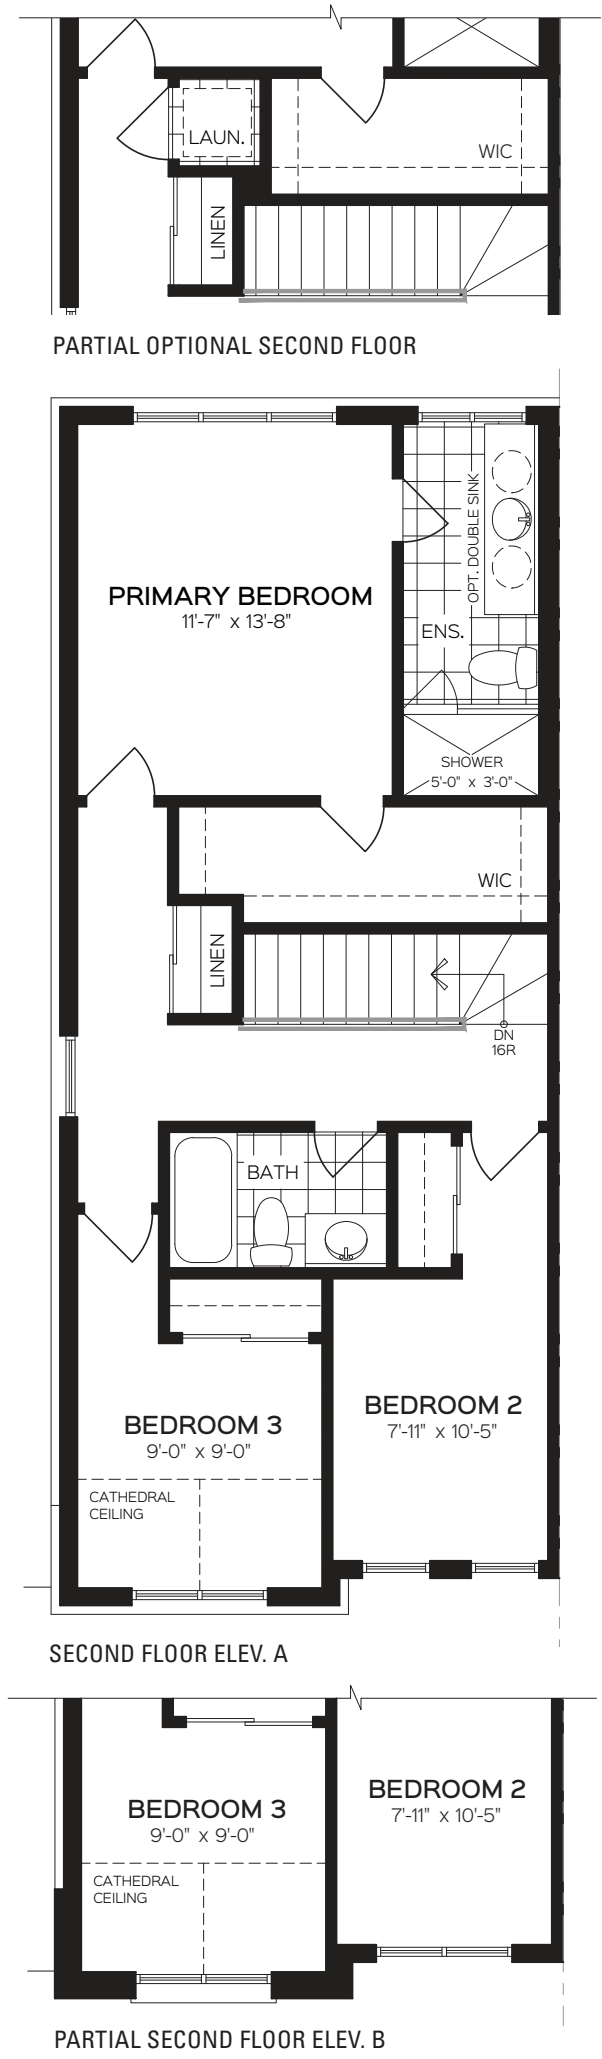 LAUN.
WIC
LINEN
PARTIAL OPTIONAL SECOND FLOOR
OPT. DOUBLE SINK
PRIMARY BEDROOM
11'-7" x 13'-8"
ENS.
SHOWER
5'-0" x 3'-0"
WIC
LINEN
DN
16R
BATH
BEDROOM 2
7'-11" x 10'-5"
BEDROOM 3
9'-0" x 9'-0"
CATHEDRAL
CEILING
SECOND FLOOR ELEV. A
BEDROOM 2
7'-11" x 10'-5"
BEDROOM 3
9'-0" x 9'-0"
CATHEDRAL
CEILING
PARTIAL SECOND FLOOR ELEV. B